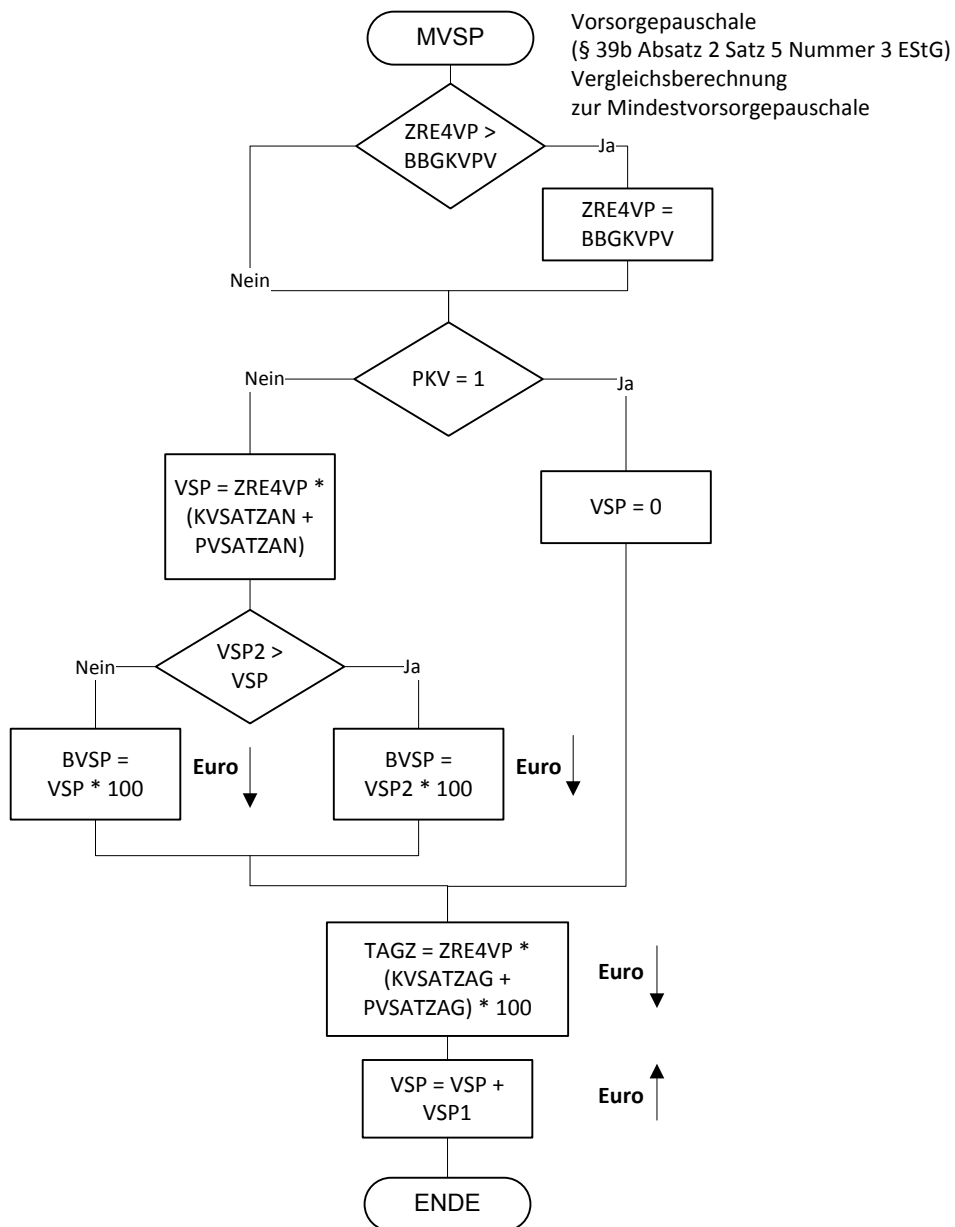 MVSP
Vorsorgepauschale
(§ 39b Absatz 2 Satz 5 Nummer 3 EStG)
Vergleichsberechnung
zur Mindestvorsorgepauschale
ZRE4VP >
BBGKVPV
Ja
ZRE4VP =
BBGKVPV
Nein
Nein
PKV = 1
Ja
VSP = ZRE4VP *
(KVSATZAN +
PVSATZAN)
VSP = 0
Nein
VSP2 >
VSP
Ja
BVSP =
VSP * 100
Euro
BVSP =
VSP2 * 100
Euro
TAGZ = ZRE4VP *
(KVSATZAG +
PVSATZAG) * 100
Euro
VSP = VSP +
VSP1
Euro
ENDE